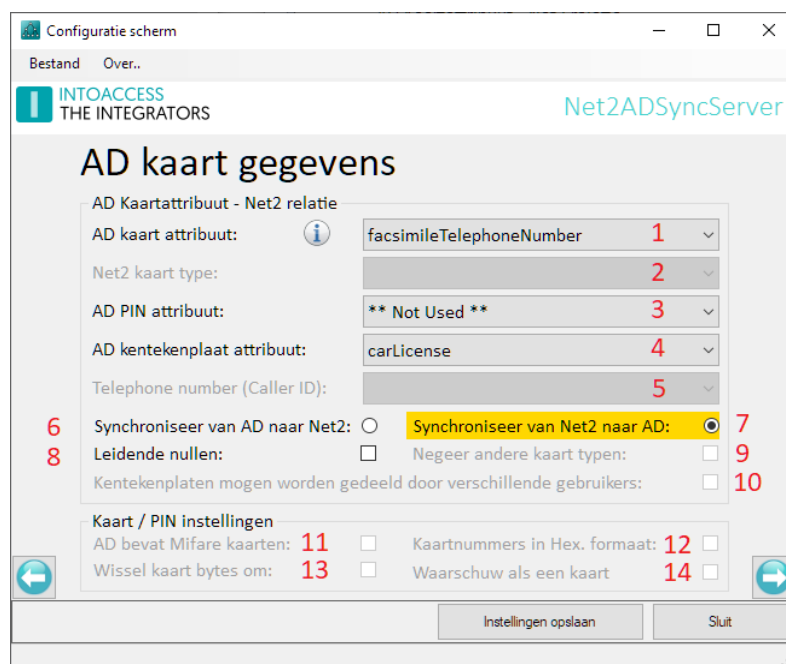 Configuratie scherm
Bestand Over..
INTOACCESS
THE INTEGRATORS
Net2ADSyncServer
AD kaart gegevens
AD Kaartattribuut - Net2 relatie
AD kaart attribuut: i facsimileTelephoneNumber 1
Net2 kaart type: 2
AD PIN attribuut: ** Not Used ** 3
AD kentekenplaat attribuut: carLicense 4
Telephone number (Caller ID): 5
6 Synchroniseer van AD naar Net2: Synchroniseer van Net2 naar AD: 7
8 Leidende nullen: Negeer andere kaart typen: 9
Kentekenplaten mogen worden gedeeld door verschillende gebruikers: 10
Kaart / PIN instellingen
AD bevat Mifare kaarten: 11 Kaartnummers in Hex. formaat: 12
Wissel kaart bytes om: 13 Waarschuw als een kaart 14
Instellingen opslaan Sluit